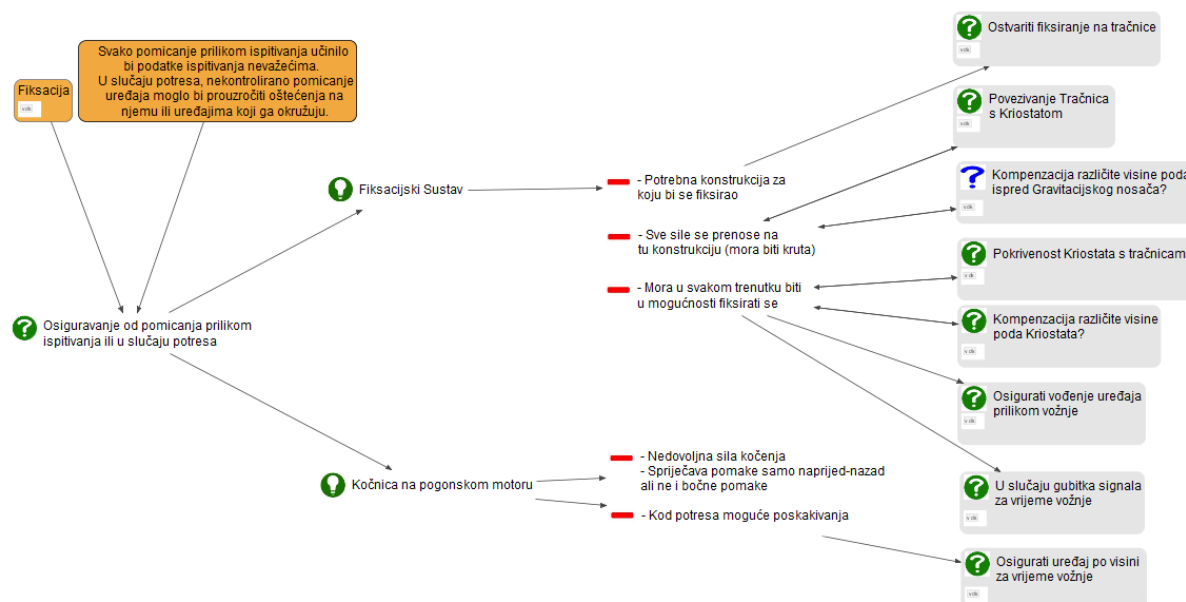 Fiksacija
Svako pomicanje prilikom ispitivanja učinilo
bi podatke ispitivanja nevažećima.
U slučaju potresa, nekontrolirano pomicanje
uređaja moglo bi prouzročiti oštećenja na
njemu ili uređajima koji ga okružuju.
Osiguravanje od pomicanja prilikom
ispitivanja ili u slučaju potresa
Fiksacijski Sustav
- Potrebna konstrukcija za
koju bi se fiksirao
- Sve sile se prenose na
tu konstrukciju (mora biti kruta)
- Mora u svakom trenutku biti
u mogućnosti fiksirati se
Kočnica na pogonskom motoru
- Nedovoljna sila kočenja
- Spriječava pomake samo naprijed-nazad
ali ne i bočne pomake
- Kod potresa moguće poskakivanja
Ostvariti fiksiranje na tračnice
Povezivanje Tračnica
s Kriostatom
Kompenzacija različite visine poda
ispred Gravitacijskog nosača?
Pokrivenost Kriostata s tračnicam
Kompenzacija različite visine
poda Kriostata?
Osigurati vođenje uređaja
prilikom vožnje
U slučaju gubitka signala
za vrijeme vožnje
Osigurati uređaj po visini
za vrijeme vožnje